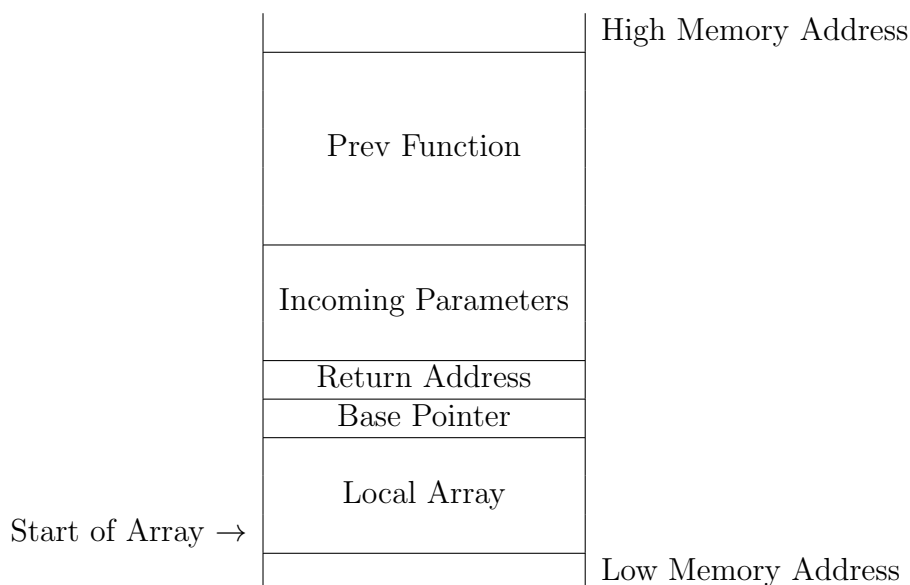 High Memory Address
Prev Function
Incoming Parameters
Return Address
Base Pointer
Local Array
Start of Array →
Low Memory Address